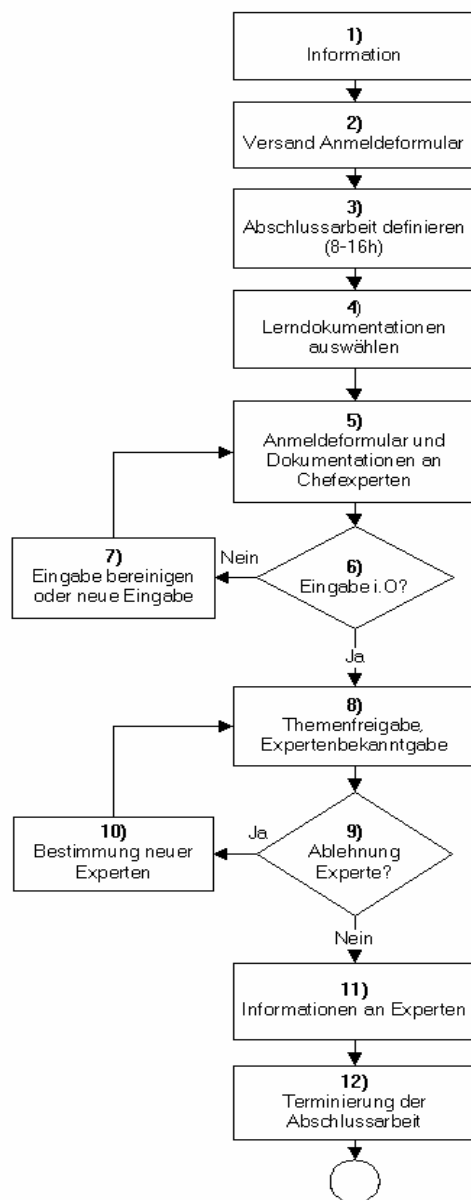 1)
Information
2)
Versand Anmeldeformular
3)
Abschlussarbeit definieren
(8-16h)
4)
Lerndokumentationen
auswählen
5)
Anmeldeformular und
Dokumentationen an
Chefexperten
6)
Eingabe i.O?
Nein
7)
Eingabe bereinigen
oder neue Eingabe
Ja
8)
Themenfreigabe,
Expertenbekanntgabe
9)
Ablehnung
Experte?
Ja
10)
Bestimmung neuer
Experten
Nein
11)
Informationen an Experten
12)
Terminierung der
Abschlussarbeit